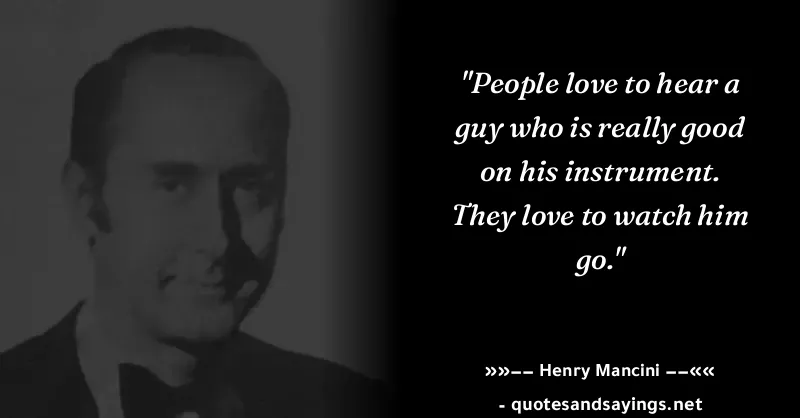 "People love to hear a
guy who is really good
on his instrument.
They love to watch him
go."
»»−− Henry Mancini −−««
- quotesandsayings.net